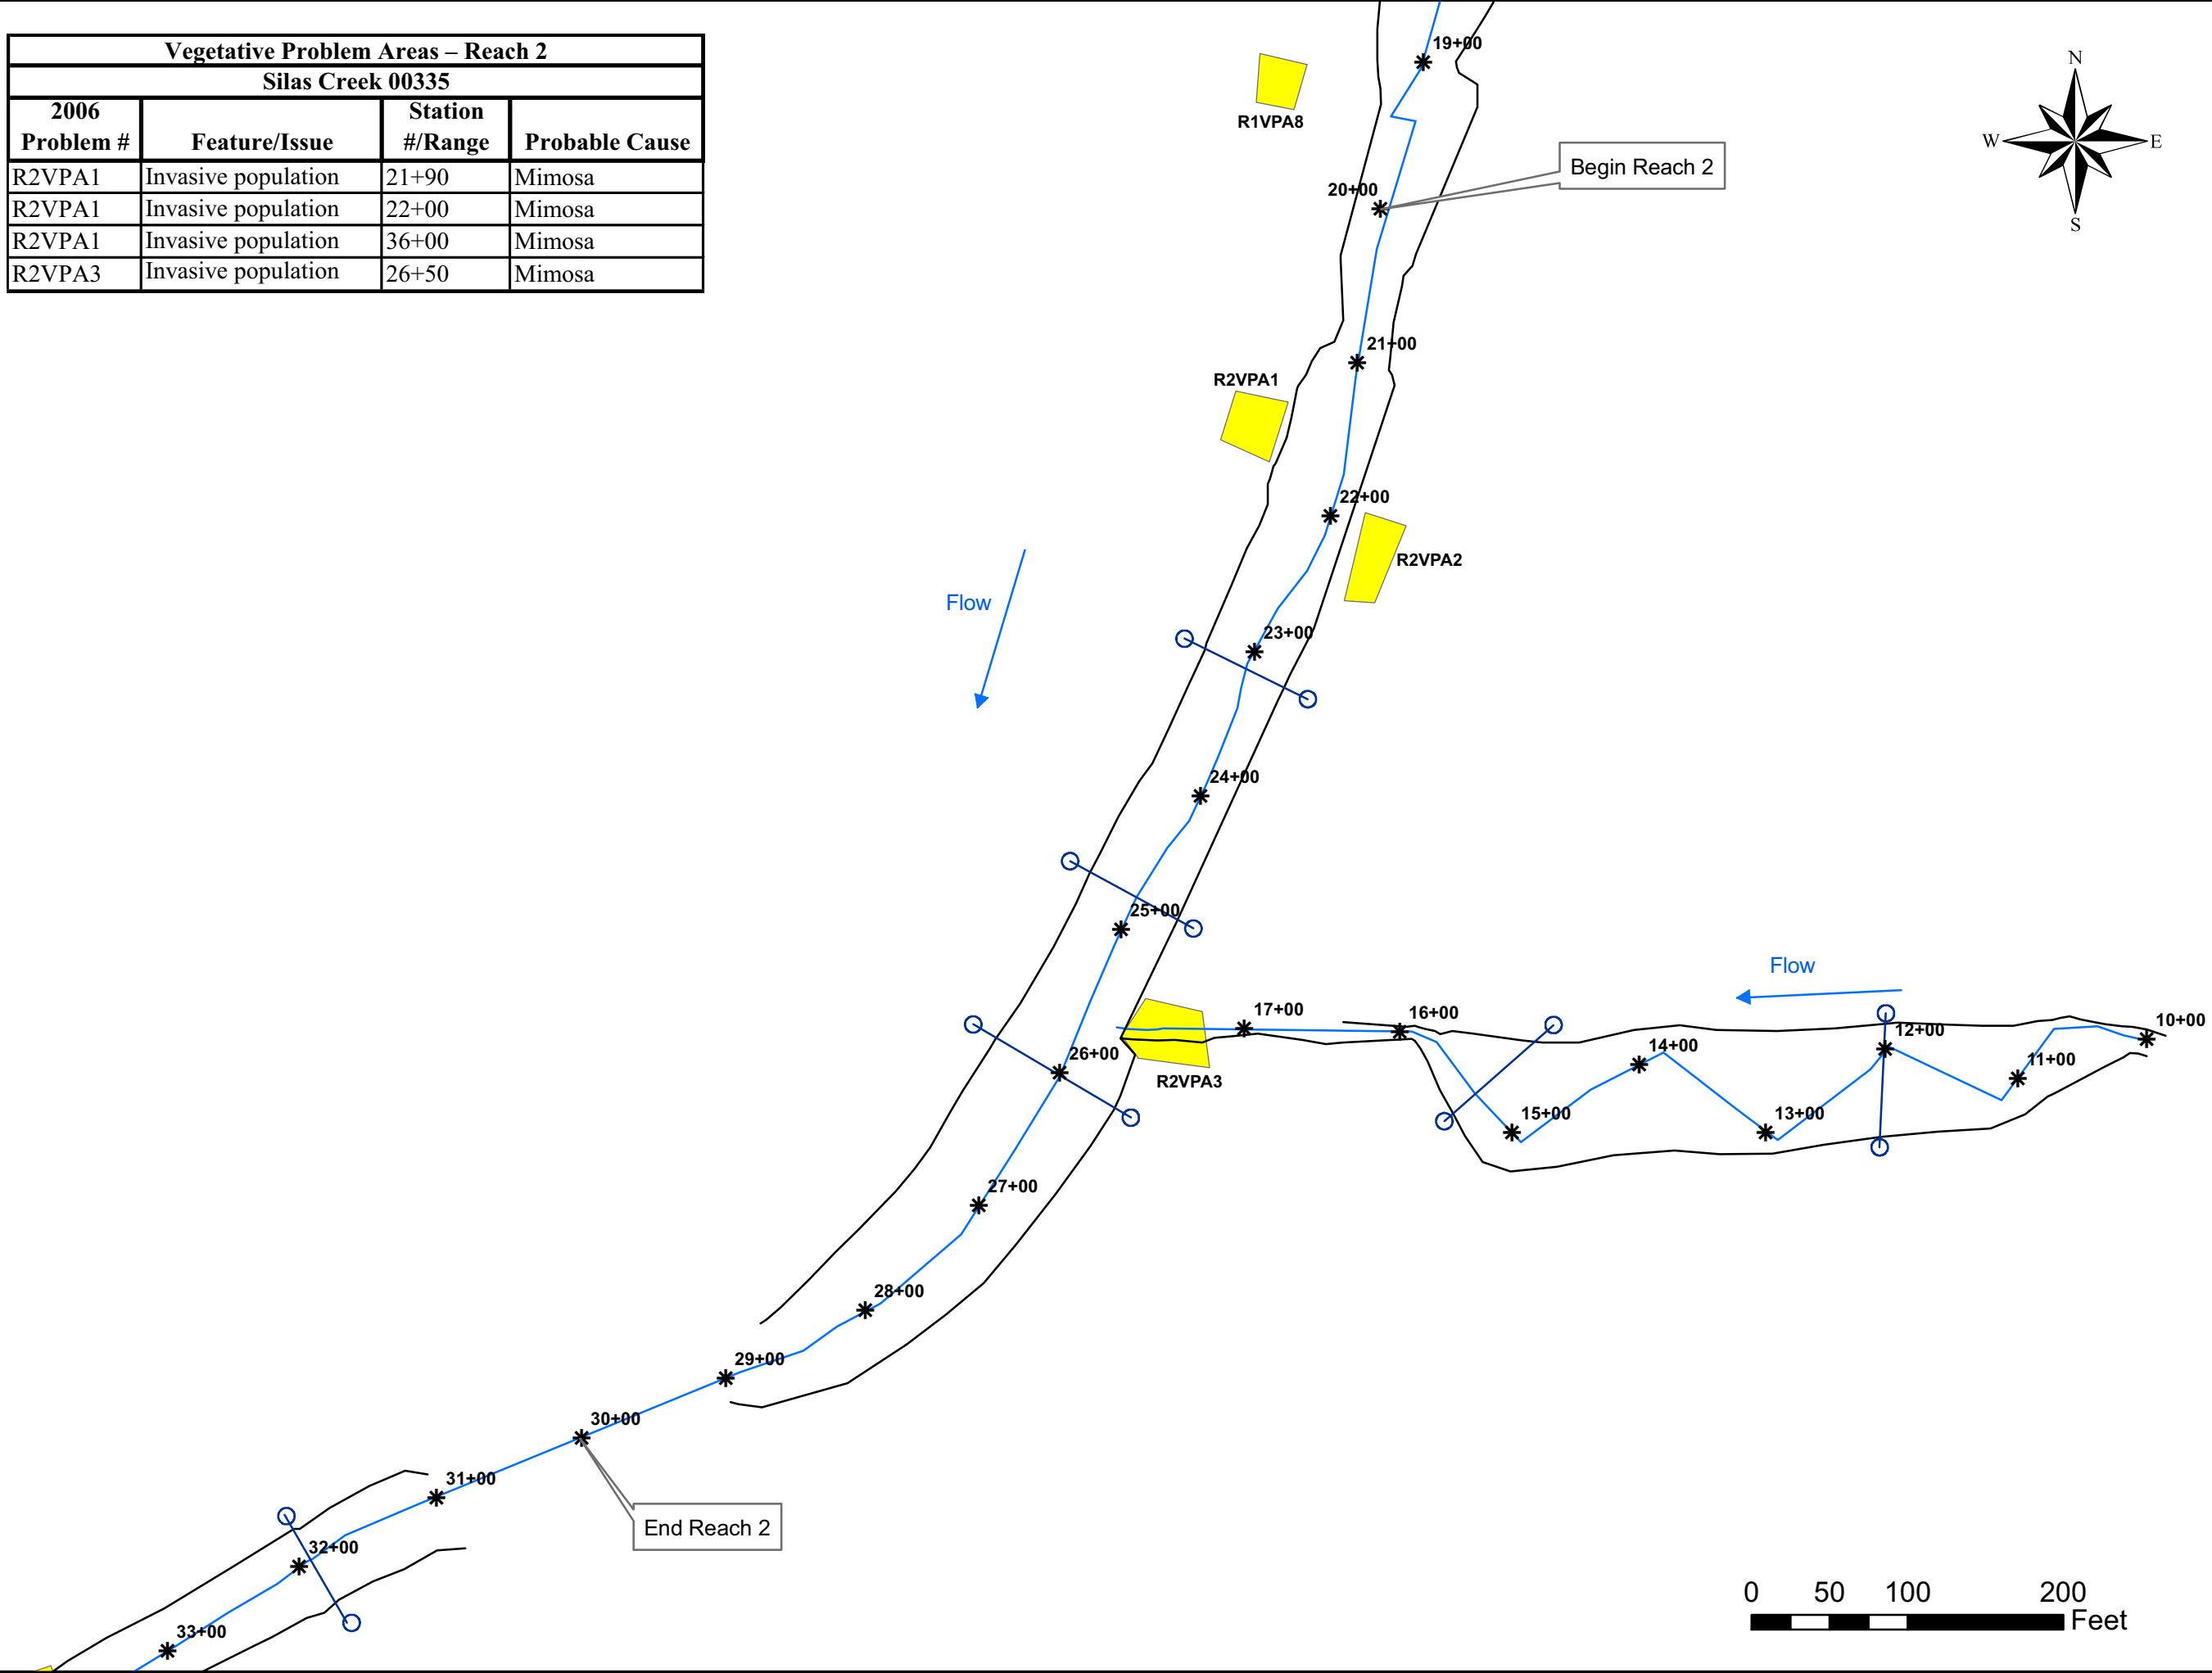 Vegetative Problem Areas – Reach 2
Silas Creek 00335
2006 Problem # Feature/Issue Station #/Range Probable Cause
R2VPA1 Invasive population 21+90 Mimosa
R2VPA1 Invasive population 22+00 Mimosa
R2VPA1 Invasive population 36+00 Mimosa
R2VPA3 Invasive population 26+50 Mimosa
19+00
R1VPA8
N
W E
S
Begin Reach 2
20+00
21+00
R2VPA1
22+00
R2VPA2
Flow
23+00
24+00
25+00
Flow
17+00
16+00
10+00
12+00
14+00
11+00
26+00
R2VPA3
15+00
13+00
27+00
28+00
29+00
30+00
31+00
End Reach 2
32+00
33+00
0 50 100 200
Feet